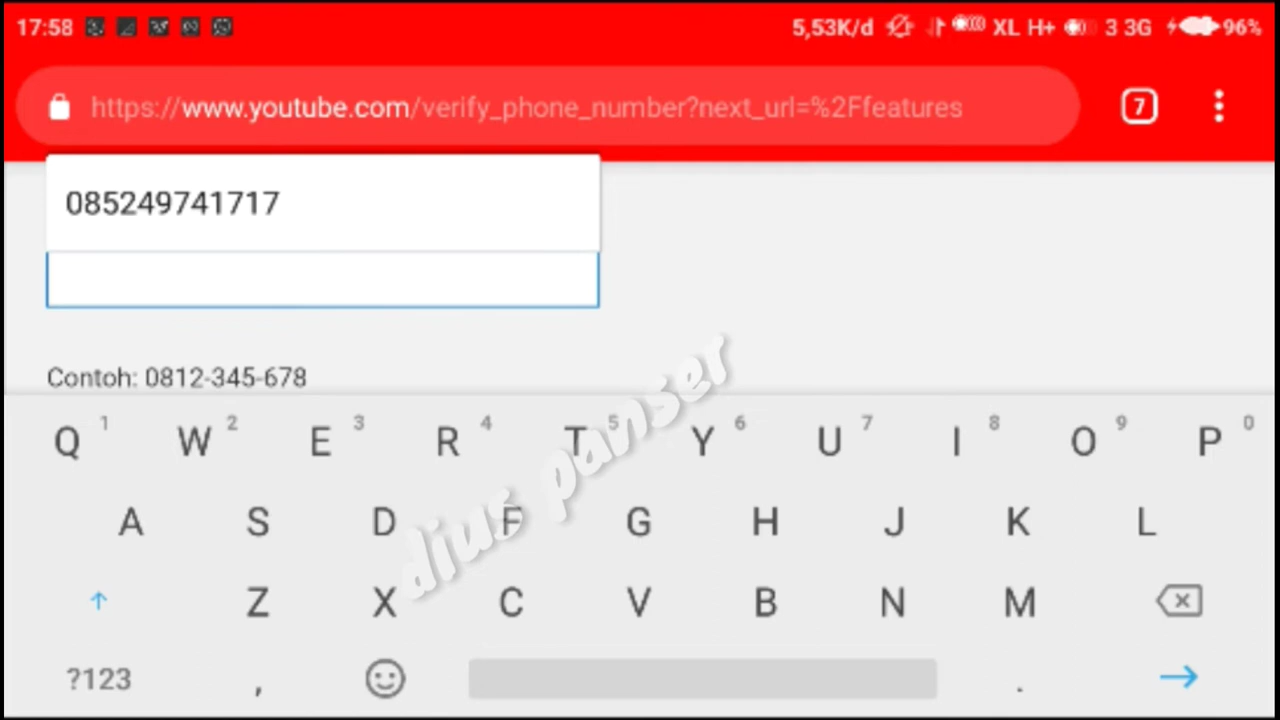 17:58 5,53K/d XL H+ 3 3G 96%
https://www.youtube.com/verify_phone_number?next_url=%2Ffeatures 7
085249741717
Contoh: 0812-345-678
Q 1 W 2 E 3 R 4 T 5 Y 6 U 7 I 8 O 9 P 0
A S D F G H J K L
Z X C V B N M
?123 , .
dius panser